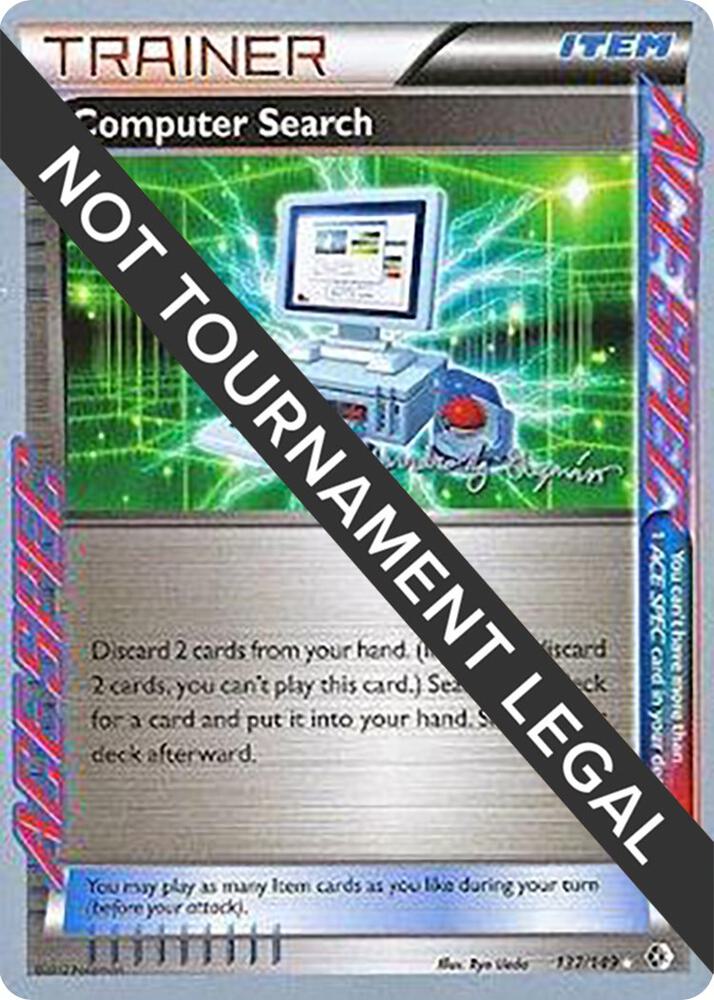 TRAINER
ITEM
Computer Search
ACE SPEC
NOT TOURNAMENT LEGAL
You can't have more than
1 ACE SPEC card in your
ACE SPEC
Discard 2 cards from your hand. discard
2 cards, you can't play this card.)
for a card and put it into your hand.
deck afterward.
You may play as many Item cards as you like during your turn
(before your attack).
Illus. Ryo Ueda 137/149